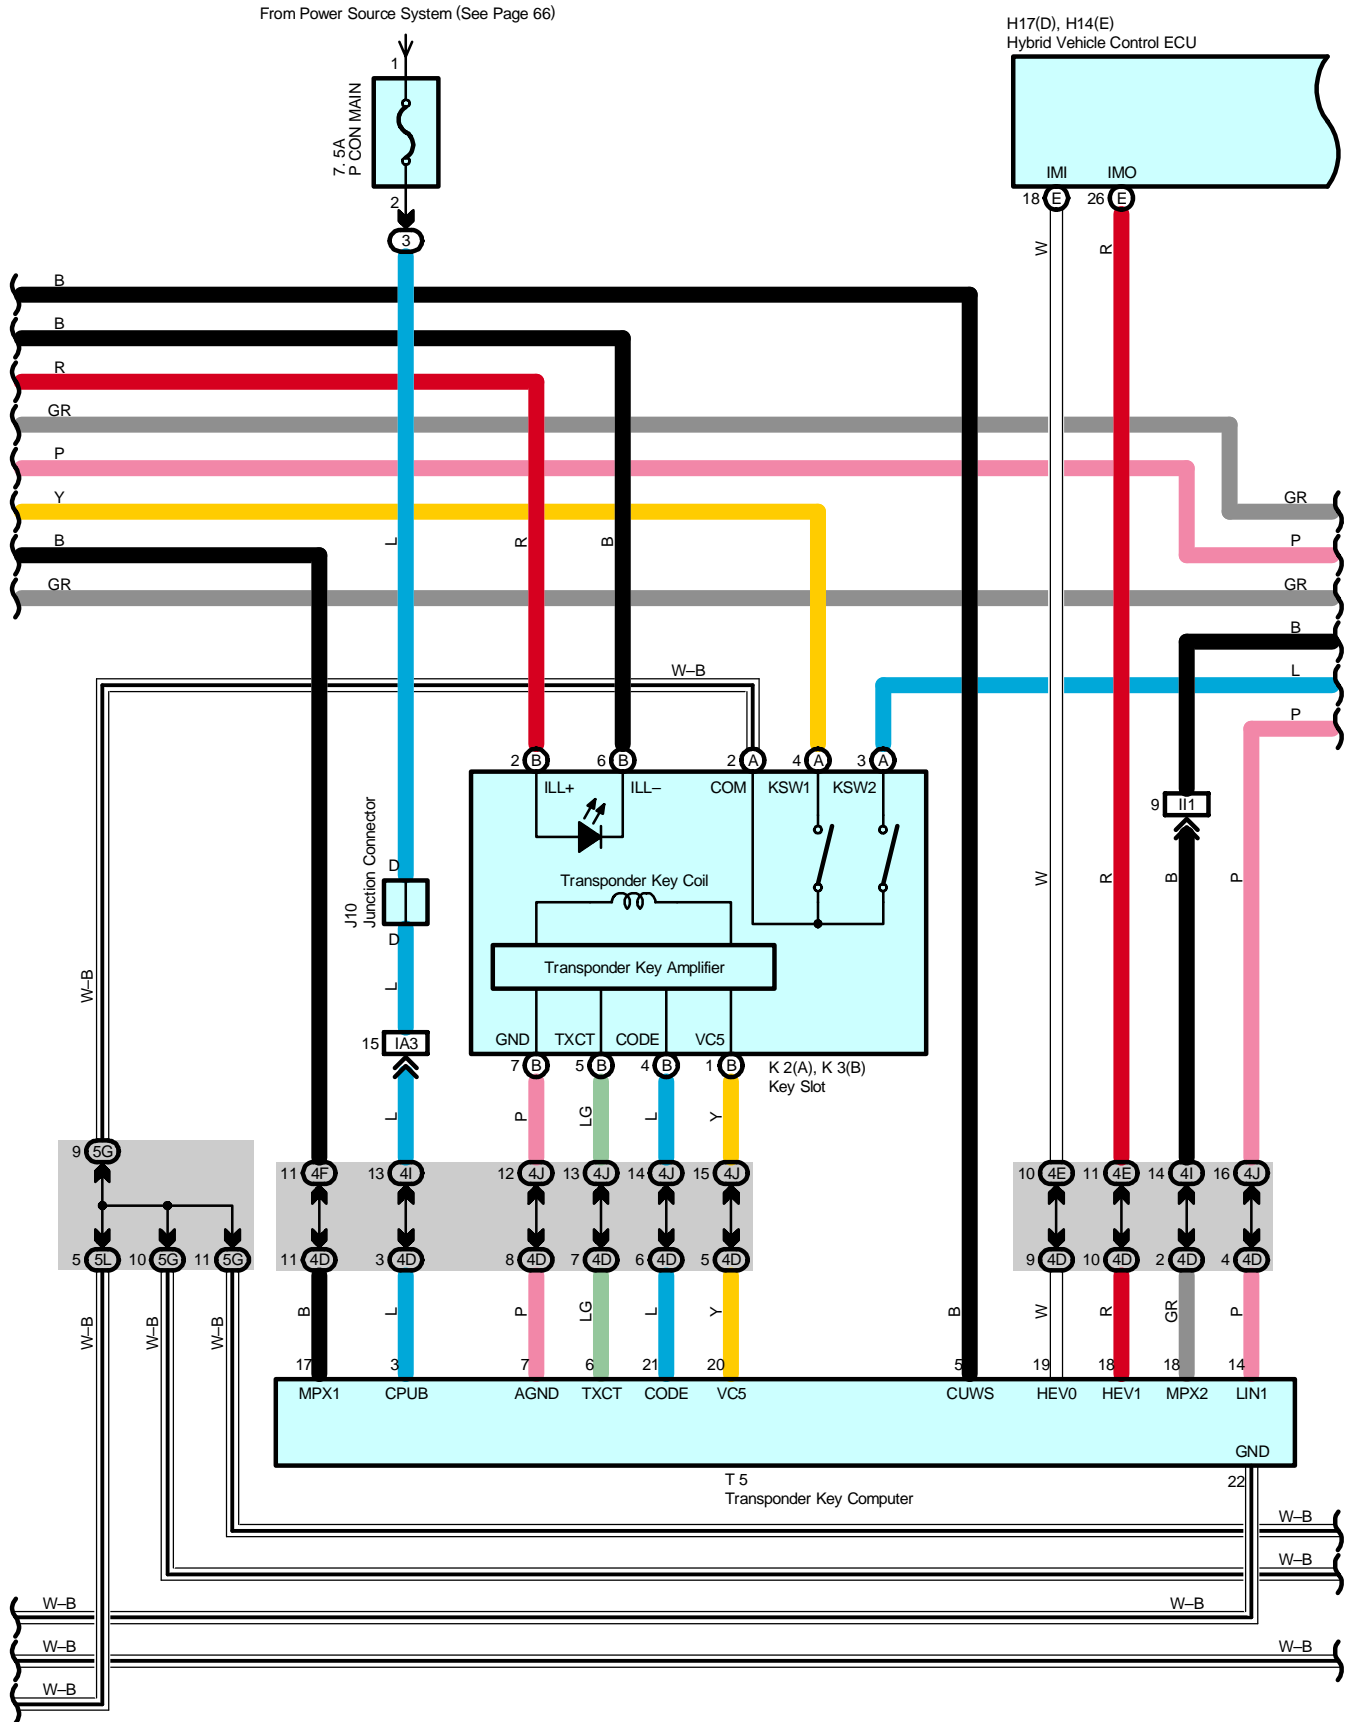 From Power Source System (See Page 66)
H17(D), H14(E)
Hybrid Vehicle Control ECU
1
7. 5A
P CON MAIN
2
3
IMI IMO
18 E 26 E
W R
B
B
R
GR
P
Y
B
GR
L R B
GR
P
GR
B
L
P
W–B
2 B 6 B 2 A 4 A 3 A
ILL+ ILL– COM KSW1 KSW2
9 II1
J10
Junction Connector
D
D
Transponder Key Coil
W R B P
Transponder Key Amplifier
W–B
L
15 IA3
GND TXCT CODE VC5
7 B 5 B 4 B 1 B
K 2(A), K 3(B)
Key Slot
L P LG L Y
9 5G
11 4F 13 4I 12 4J 13 4J 14 4J 15 4J 10 4E 11 4E 14 4I 16 4J
5 5L 10 5G 11 5G 11 4D 3 4D 8 4D 7 4D 6 4D 5 4D 9 4D 10 4D 2 4D 4 4D
W–B W–B W–B B L P LG L Y B W R GR P
17 3 7 6 21 20 5 19 18 18 14
MPX1 CPUB AGND TXCT CODE VC5 CUWS HEV0 HEV1 MPX2 LIN1
GND
22
T 5
Transponder Key Computer
W–B
W–B
W–B W–B
W–B W–B
W–B